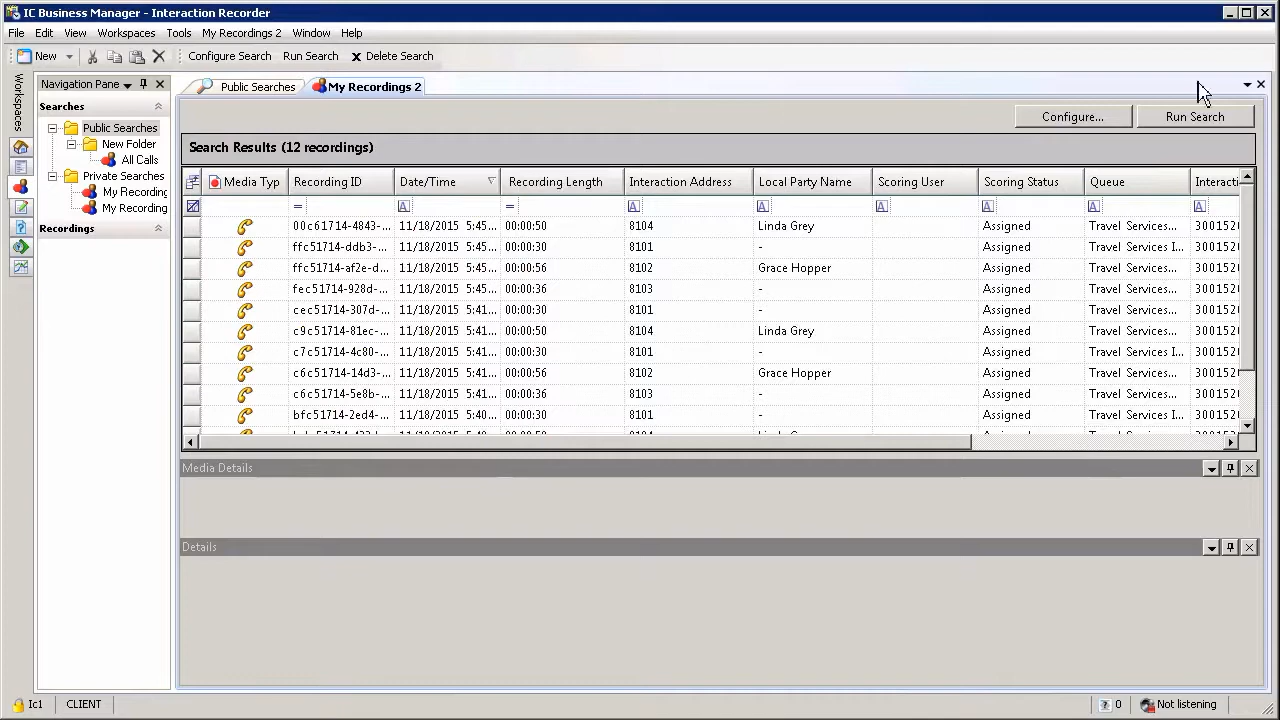 IC Business Manager - Interaction Recorder
File Edit View Workspaces Tools My Recordings 2 Window Help
New Configure Search Run Search Delete Search
Workspaces
Navigation Pane
Searches
Public Searches
New Folder
All Calls
Private Searches
My Recording
My Recording
Recordings
Public Searches My Recordings 2
Configure... Run Search
Search Results (12 recordings)
Media Typ Recording ID Date/Time Recording Length Interaction Address Local Party Name Scoring User Scoring Status Queue Interacti
= A = A A A A A A
00c61714-4843-... 11/18/2015 5:45... 00:00:50 8104 Linda Grey Assigned Travel Services... 3001520
ffc51714-ddb3-... 11/18/2015 5:45... 00:00:30 8101 - Assigned Travel Services I... 3001520
ffc51714-af2e-d... 11/18/2015 5:45... 00:00:56 8102 Grace Hopper Assigned Travel Services... 3001520
fec51714-928d-... 11/18/2015 5:45... 00:00:36 8103 - Assigned Travel Services... 3001520
cec51714-307d-... 11/18/2015 5:41... 00:00:30 8101 - Assigned Travel Services I... 3001520
c9c51714-81ec-... 11/18/2015 5:41... 00:00:50 8104 Linda Grey Assigned Travel Services... 3001520
c7c51714-4c80-... 11/18/2015 5:41... 00:00:30 8101 - Assigned Travel Services I... 3001520
c6c51714-14d3-... 11/18/2015 5:41... 00:00:56 8102 Grace Hopper Assigned Travel Services... 3001520
c6c51714-5e8b-... 11/18/2015 5:41... 00:00:36 8103 - Assigned Travel Services... 3001520
bfc51714-2ed4-... 11/18/2015 5:40... 00:00:30 8101 - Assigned Travel Services I... 3001520
Media Details
Details
Ic1 CLIENT 0 Not listening